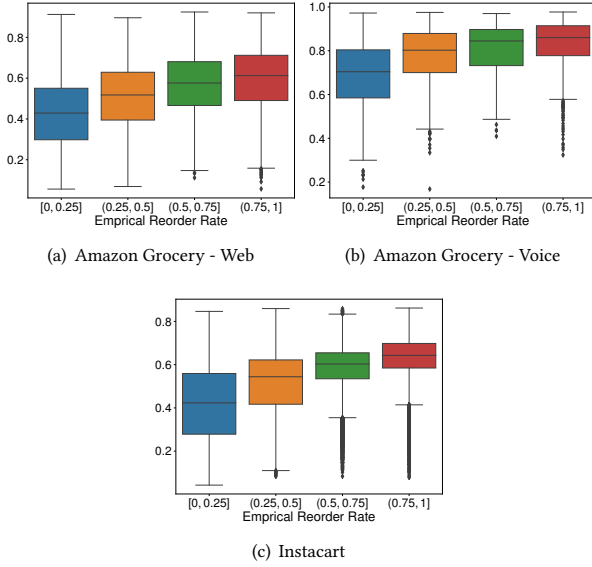 0.8
0.6
0.4
0.2
[0, 0.25] (0.25, 0.5] (0.5, 0.75] (0.75, 1]
Emprical Reorder Rate
(a) Amazon Grocery - Web
1.0
0.8
0.6
0.4
0.2
[0, 0.25] (0.25, 0.5] (0.5, 0.75] (0.75, 1]
Emprical Reorder Rate
(b) Amazon Grocery - Voice
0.8
0.6
0.4
0.2
[0, 0.25] (0.25, 0.5] (0.5, 0.75] (0.75, 1]
Emprical Reorder Rate
(c) Instacart